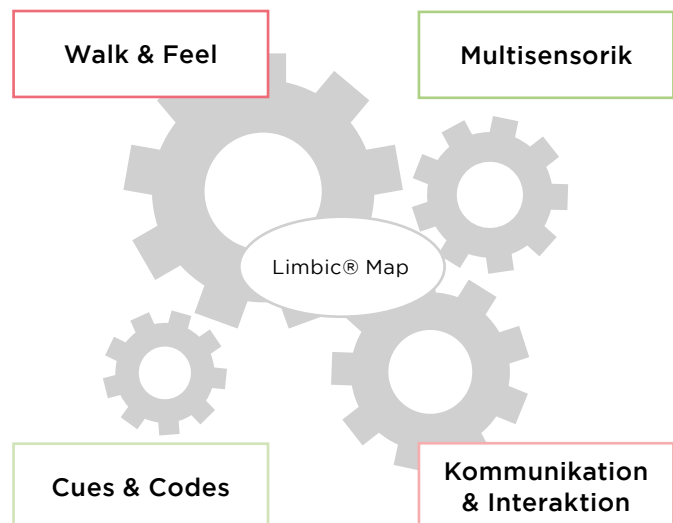 Walk & Feel
Multisensorik
Limbic® Map
Cues & Codes
Kommunikation
& Interaktion